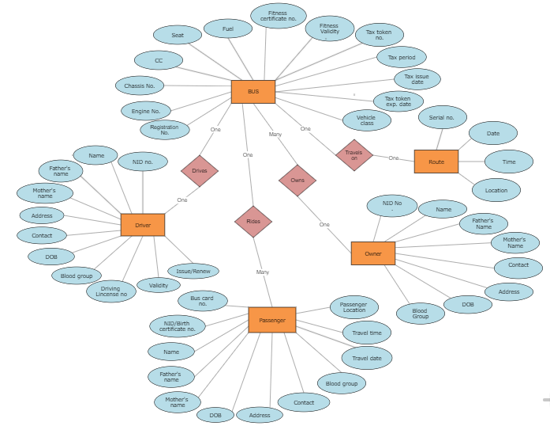 Fitness
certificate no.
Seat
Fuel
Fitness
Validity
Tax token
no.
CC
Tax period
Chassis No.
BUS
Tax Issue
date
Engine No.
Tax token
exp. date
Registration
No.
Vehicle
class
Serial no.
One
Many
One
Date
Name
NID no.
One
Travels
on
One
Route
Time
Father's
name
Drives
Owns
Location
Mother's
name
One
NID No
Name
Address
Driver
Rides
One
Father's
Name
Contact
Mother's
Name
DOB
Owner
Contact
Blood group
Issue/Renew
Many
Driving
Lincense no
Validity
Address
Bus card
no.
Passenger
Location
Blood
Group
DOB
NID/Birth
certificate no.
Passenger
Travel time
Name
Travel date
Father's
name
Blood group
Mother's
name
Contact
DOB
Address